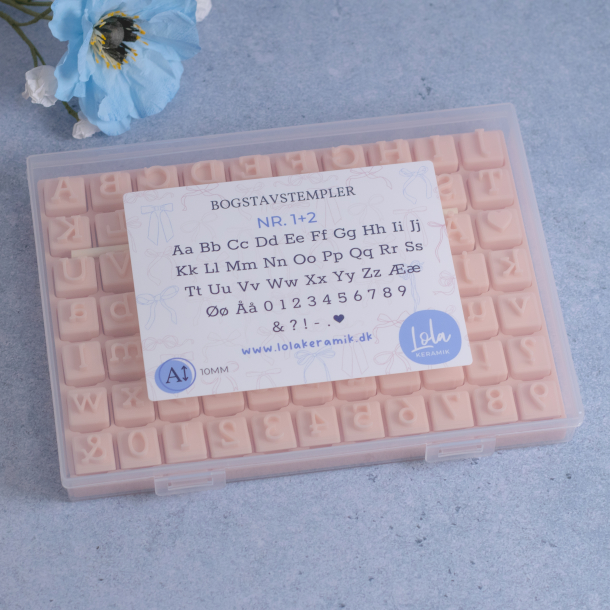 BOGSTAVSTEMPLER
NR. 1+2
Aa Bb Cc Dd Ee Ff Gg Hh Ii Jj
Kk Ll Mm Nn Oo Pp Qq Rr Ss
Tt Uu Vv Ww Xx Yy Zz Ææ
Øø Åå 0 1 2 3 4 5 6 7 8 9
& ? ! - . ♥
www.lolakeramik.dk
A↕ 10MM
Lola
KERAMIK